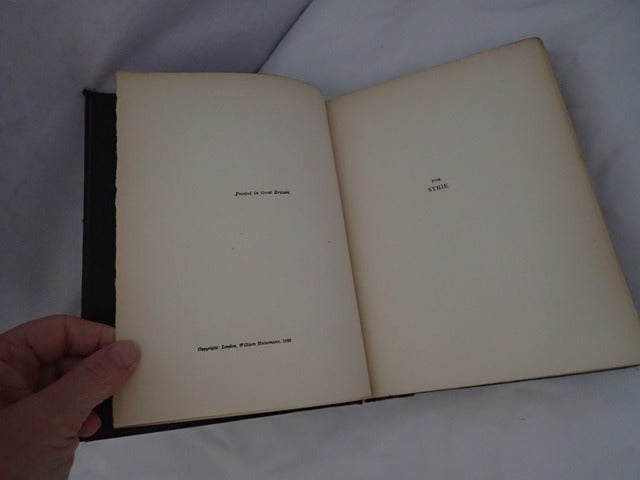 Printed in Great Britain.
Copyright: London, William Heinemann, 
FOR
SYRIE